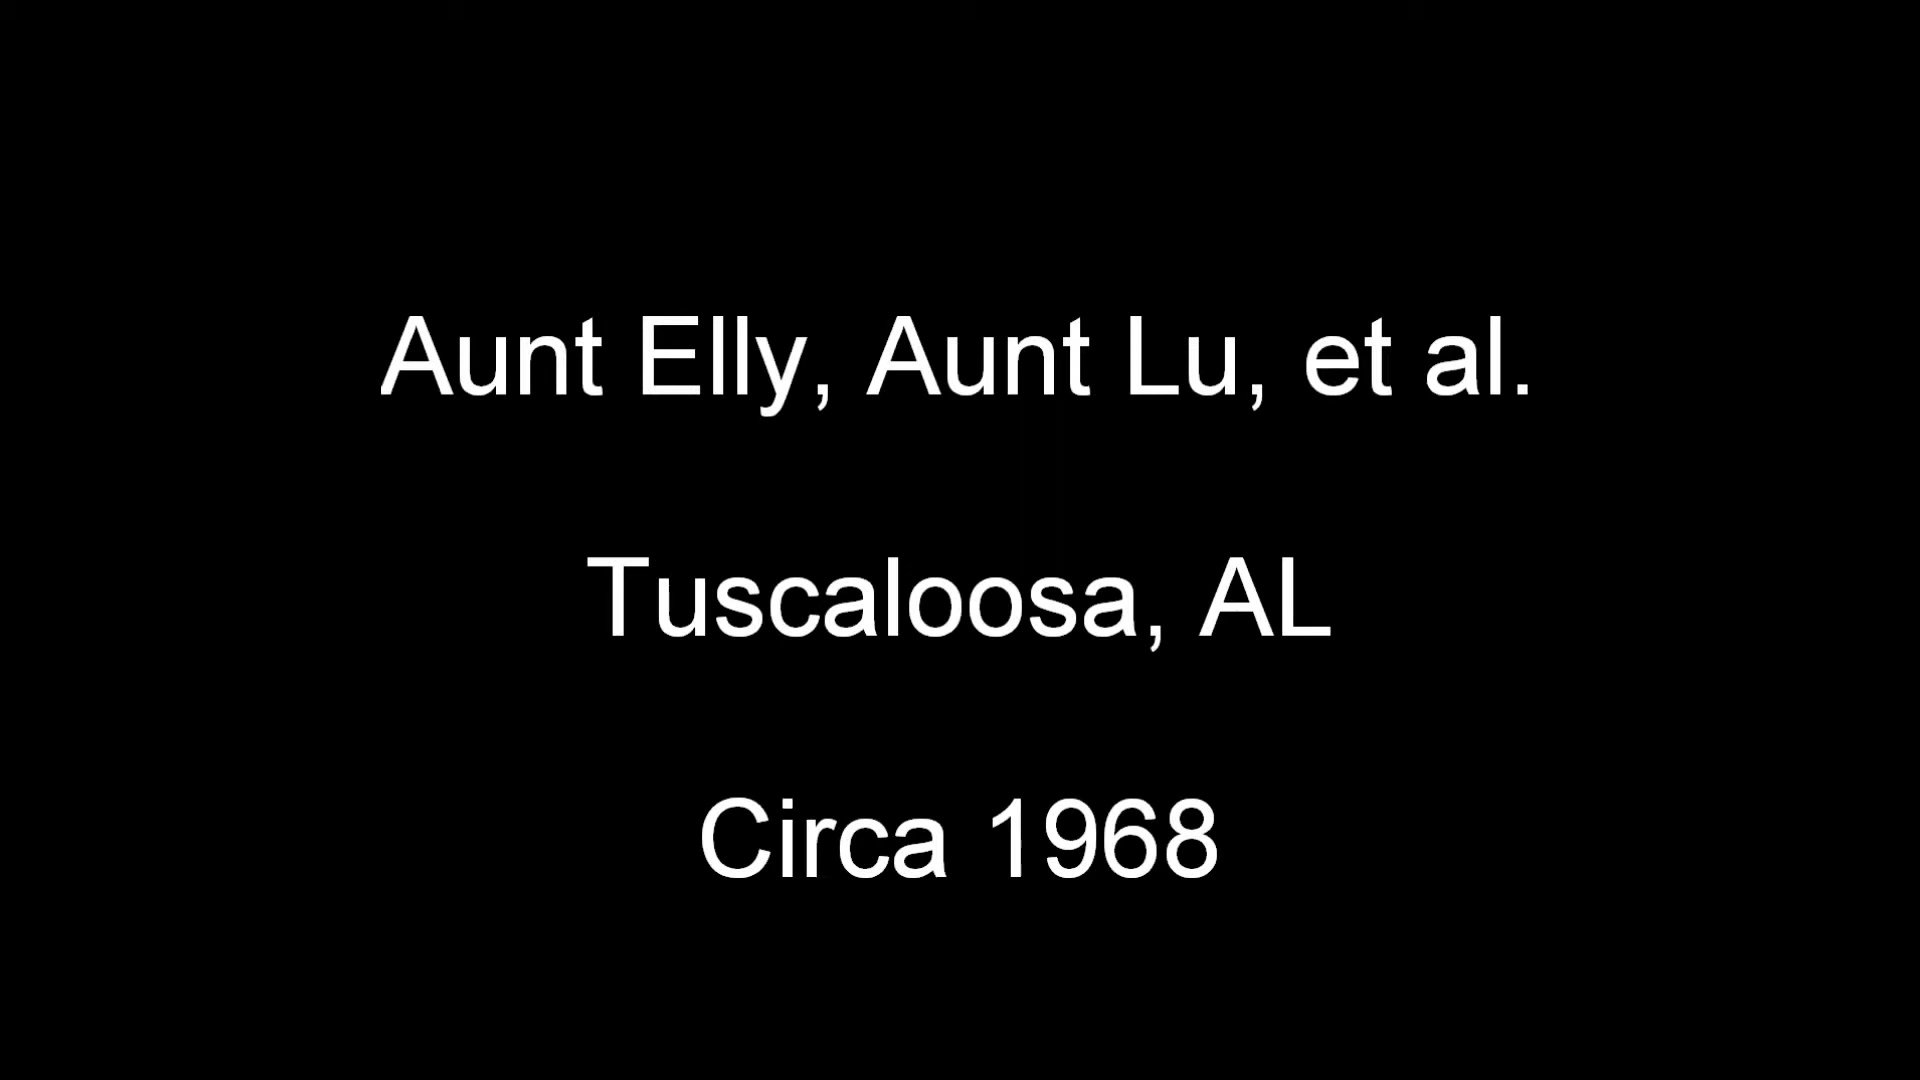 Aunt Elly, Aunt Lu, et al.
Tuscaloosa, AL
Circa 1968